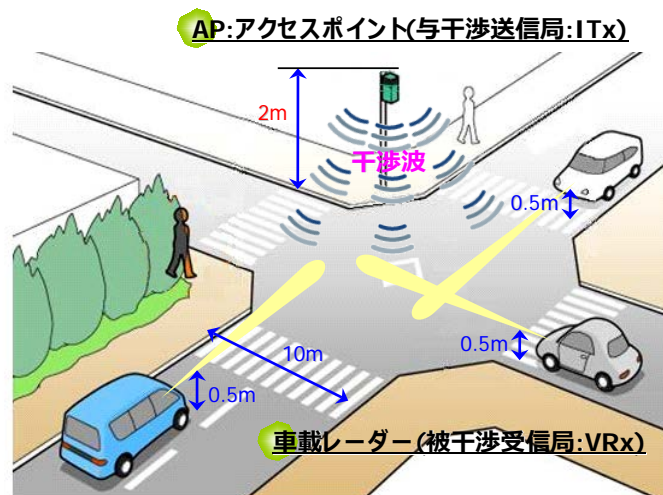 AP:アクセスポイント(与干渉送信局:ITx)
2m
干渉波
0.5m
10m
0.5m
0.5m
車載レーダー(被干渉受信局:VRx)